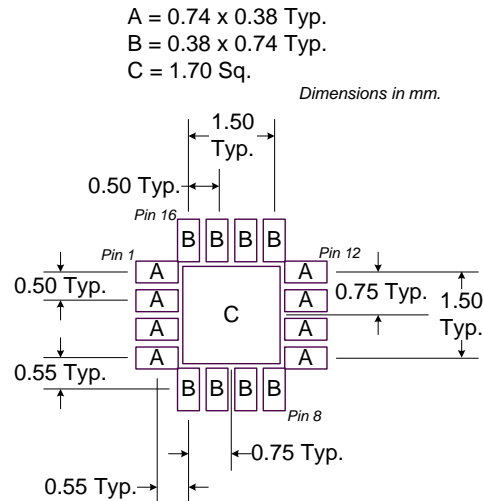 A = 0.74 x 0.38 Typ.
B = 0.38 x 0.74 Typ.
C = 1.70 Sq.
Dimensions in mm.
1.50
Typ.
0.50 Typ.
Pin 16
B B B B
Pin 1
Pin 12
A A
0.50 Typ.
A A
0.75 Typ.
1.50
Typ.
C
A A
A A
0.55 Typ.
B B B B
Pin 8
0.75 Typ.
0.55 Typ.